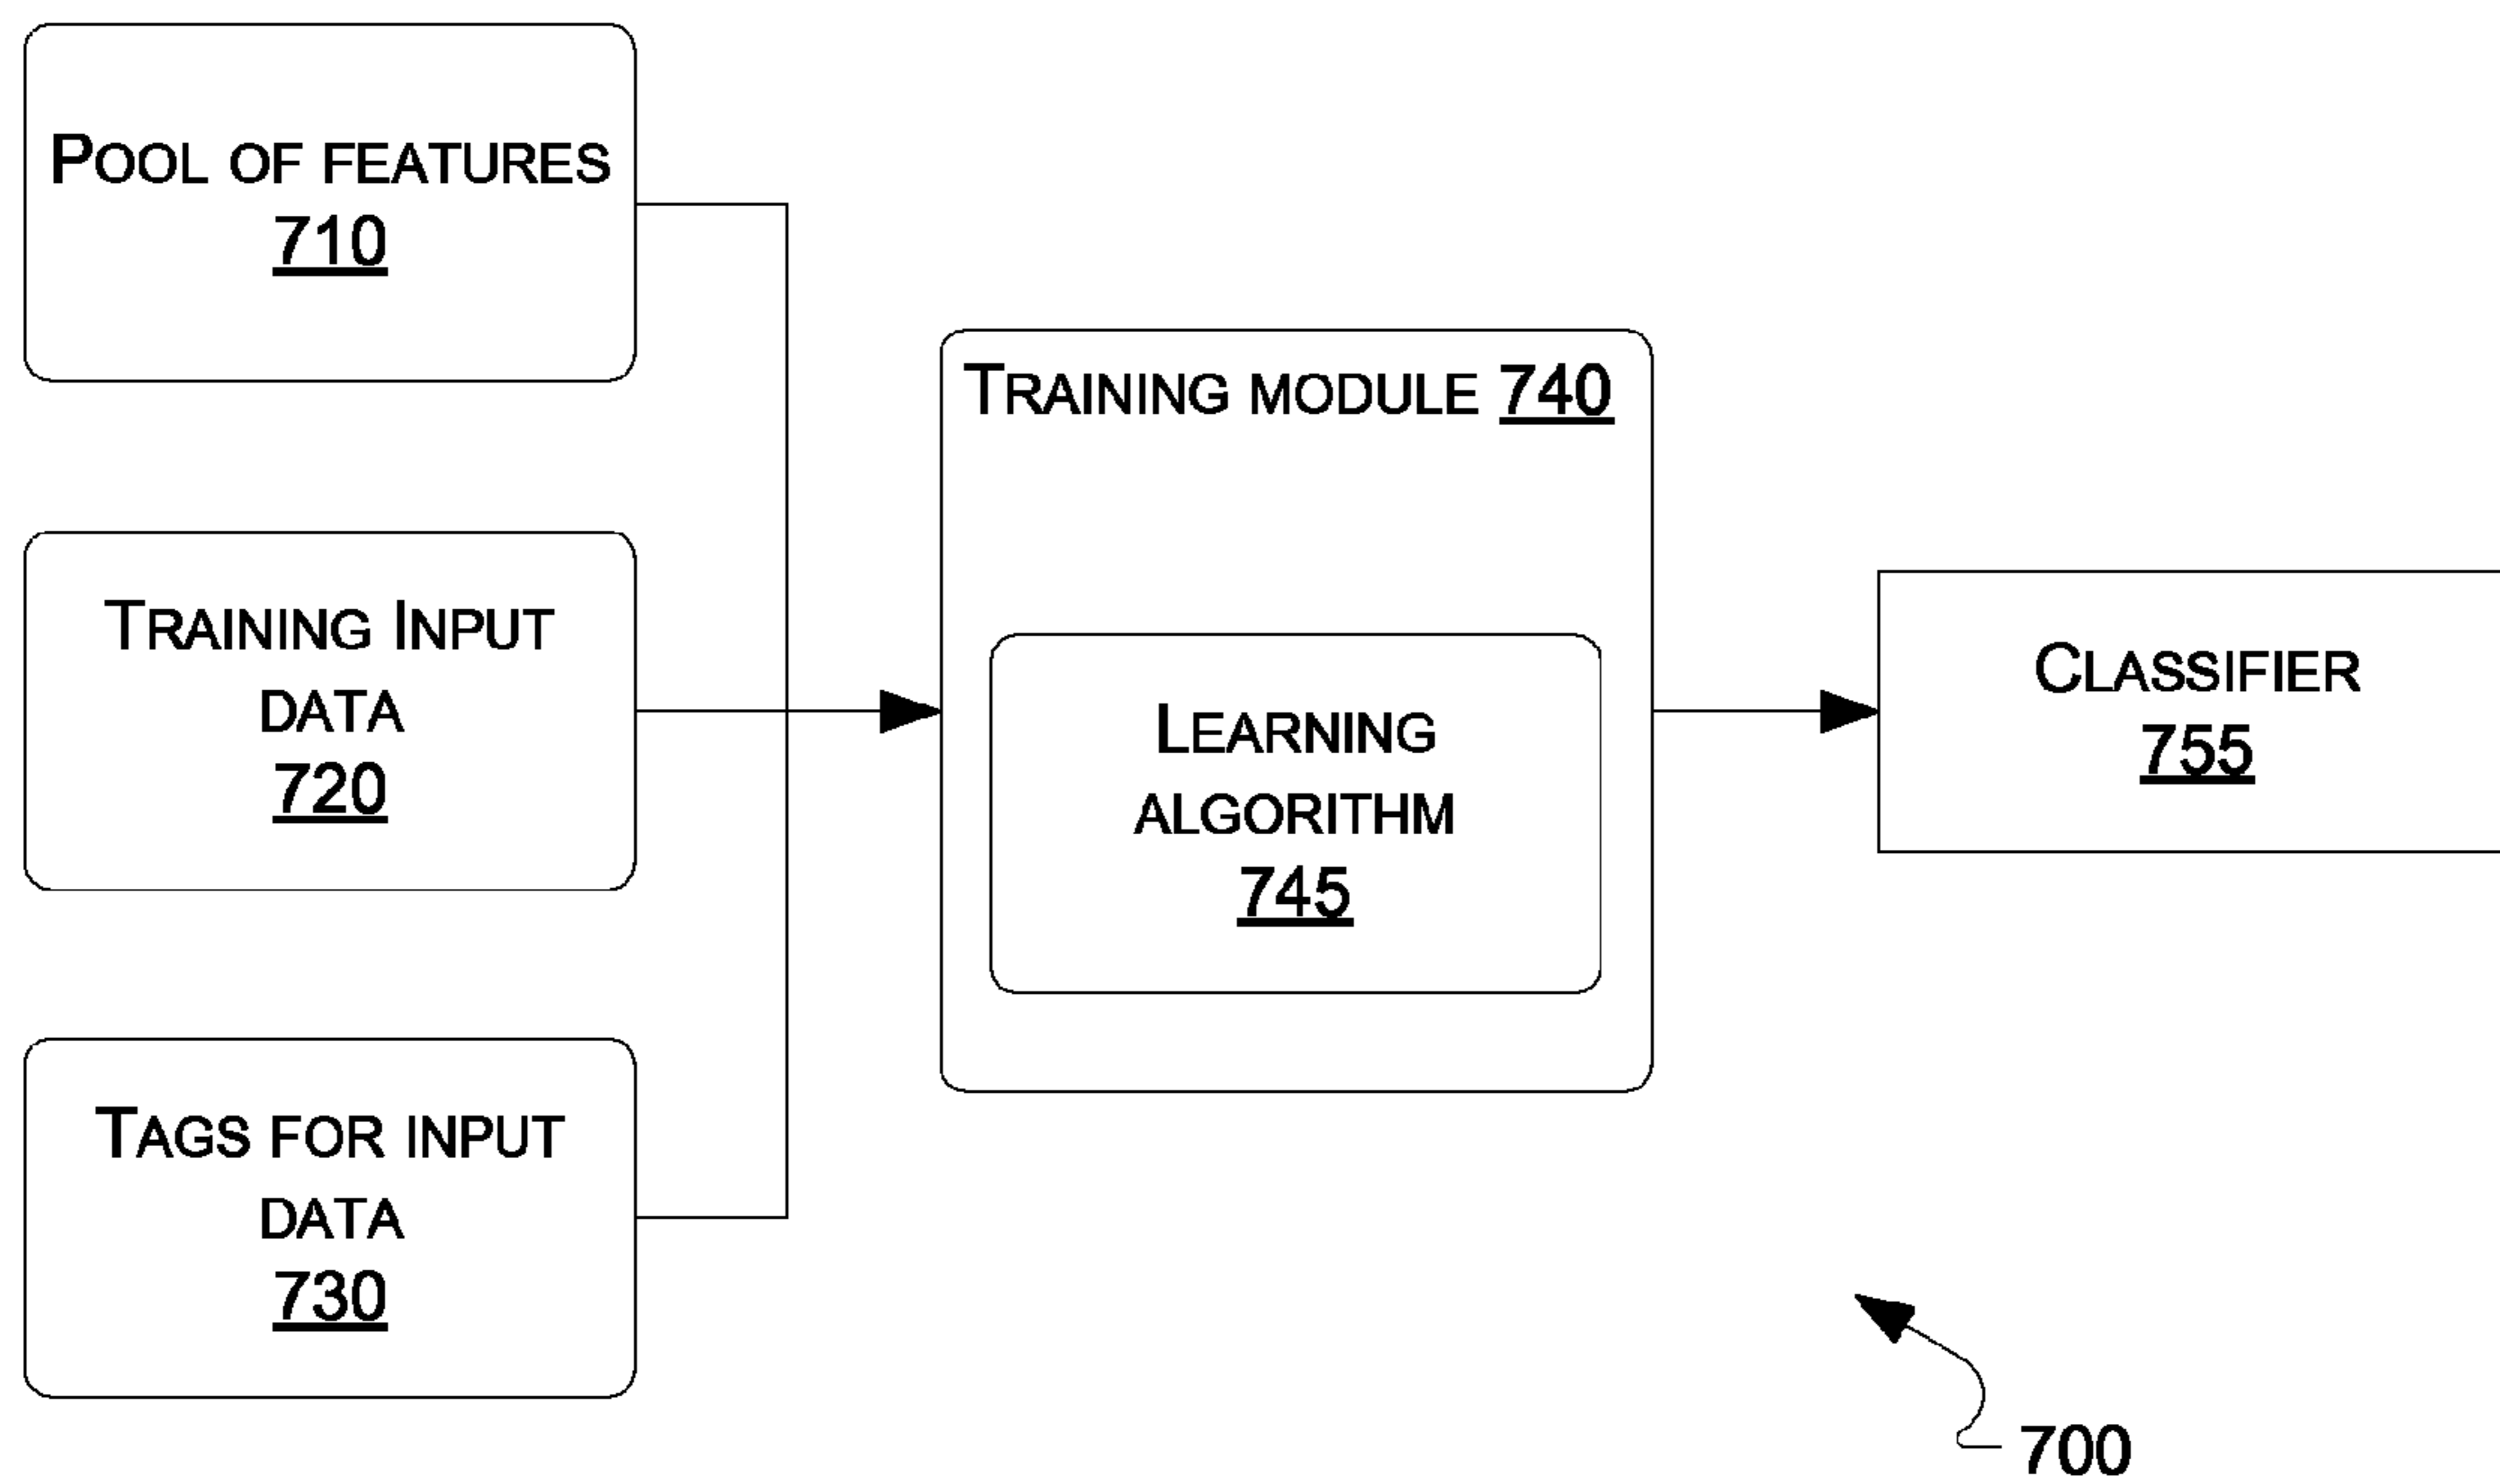 Pool of features
710
Training Input
data
720
Tags for input
data
730
Training module 740
Learning
algorithm
745
Classifier
755
700